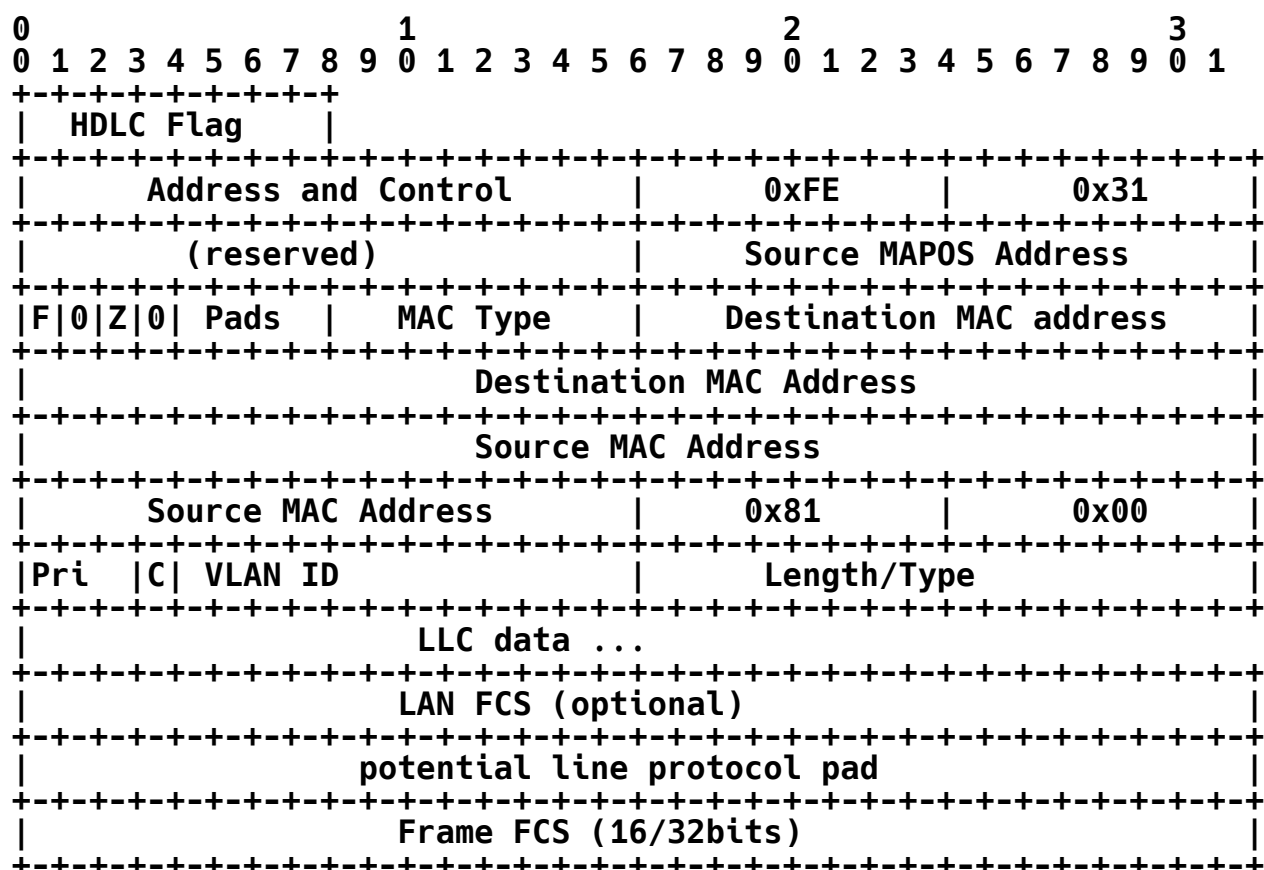 0                   1                   2                   3
0 1 2 3 4 5 6 7 8 9 0 1 2 3 4 5 6 7 8 9 0 1 2 3 4 5 6 7 8 9 0 1
+-+-+-+-+-+-+-+-+
|  HDLC Flag    |
+-+-+-+-+-+-+-+-+-+-+-+-+-+-+-+-+-+-+-+-+-+-+-+-+-+-+-+-+-+-+-+-+
|      Address and Control      |      0xFE     |      0x31     |
+-+-+-+-+-+-+-+-+-+-+-+-+-+-+-+-+-+-+-+-+-+-+-+-+-+-+-+-+-+-+-+-+
|        (reserved)             |     Source MAPOS Address      |
+-+-+-+-+-+-+-+-+-+-+-+-+-+-+-+-+-+-+-+-+-+-+-+-+-+-+-+-+-+-+-+-+
|F|0|Z|0| Pads  |   MAC Type    |    Destination MAC address    |
+-+-+-+-+-+-+-+-+-+-+-+-+-+-+-+-+-+-+-+-+-+-+-+-+-+-+-+-+-+-+-+-+
|                       Destination MAC Address                 |
+-+-+-+-+-+-+-+-+-+-+-+-+-+-+-+-+-+-+-+-+-+-+-+-+-+-+-+-+-+-+-+-+
|                       Source MAC Address                      |
+-+-+-+-+-+-+-+-+-+-+-+-+-+-+-+-+-+-+-+-+-+-+-+-+-+-+-+-+-+-+-+-+
|      Source MAC Address       |     0x81      |      0x00     |
+-+-+-+-+-+-+-+-+-+-+-+-+-+-+-+-+-+-+-+-+-+-+-+-+-+-+-+-+-+-+-+-+
|Pri  |C| VLAN ID               |      Length/Type              |
+-+-+-+-+-+-+-+-+-+-+-+-+-+-+-+-+-+-+-+-+-+-+-+-+-+-+-+-+-+-+-+-+
|                    LLC data ...
+-+-+-+-+-+-+-+-+-+-+-+-+-+-+-+-+-+-+-+-+-+-+-+-+-+-+-+-+-+-+-+-+
|                   LAN FCS (optional)                          |
+-+-+-+-+-+-+-+-+-+-+-+-+-+-+-+-+-+-+-+-+-+-+-+-+-+-+-+-+-+-+-+-+
|                 potential line protocol pad                   |
+-+-+-+-+-+-+-+-+-+-+-+-+-+-+-+-+-+-+-+-+-+-+-+-+-+-+-+-+-+-+-+-+
|                   Frame FCS (16/32bits)                       |
+-+-+-+-+-+-+-+-+-+-+-+-+-+-+-+-+-+-+-+-+-+-+-+-+-+-+-+-+-+-+-+-+